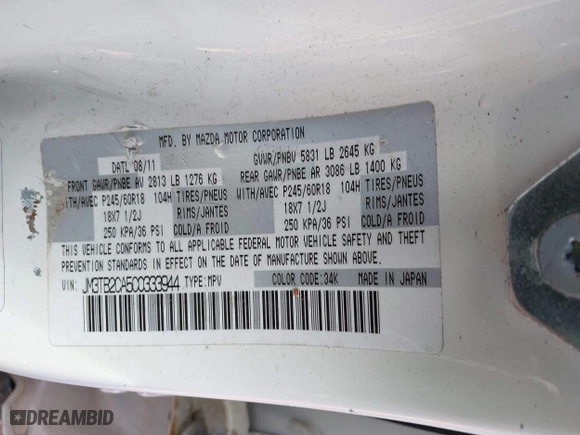 MFD. BY MAZDA MOTOR CORPORATION
DATE 08/11 GVWR/PNBV 5831 LB 2645 KG
FRONT GAWR/PNBE AV 2813 LB 1276 KG REAR GAWR/PNBE AR 3086 LB 1400 KG
WITH/AVEC P245/60R18 104H TIRES/PNEUS WITH/AVEC P245/60R18 104H TIRES/PNEUS
18X7 1/2J RIMS/JANTES 18X7 1/2J RIMS/JANTES
250 KPA/36 PSI COLD/A FROID 250 KPA/36 PSI COLD/A FROID
THIS VEHICLE CONFORMS TO ALL APPLICABLE FEDERAL MOTOR VEHICLE SAFETY AND THEFT
PREVENTION STANDARDS IN EFFECT ON THE DATE OF MANUFACTURE SHOWN ABOVE.
VIN: JM3TB2CA5C0333944 TYPE:MPV COLOR CODE:34K MADE IN JAPAN
DREAMBID